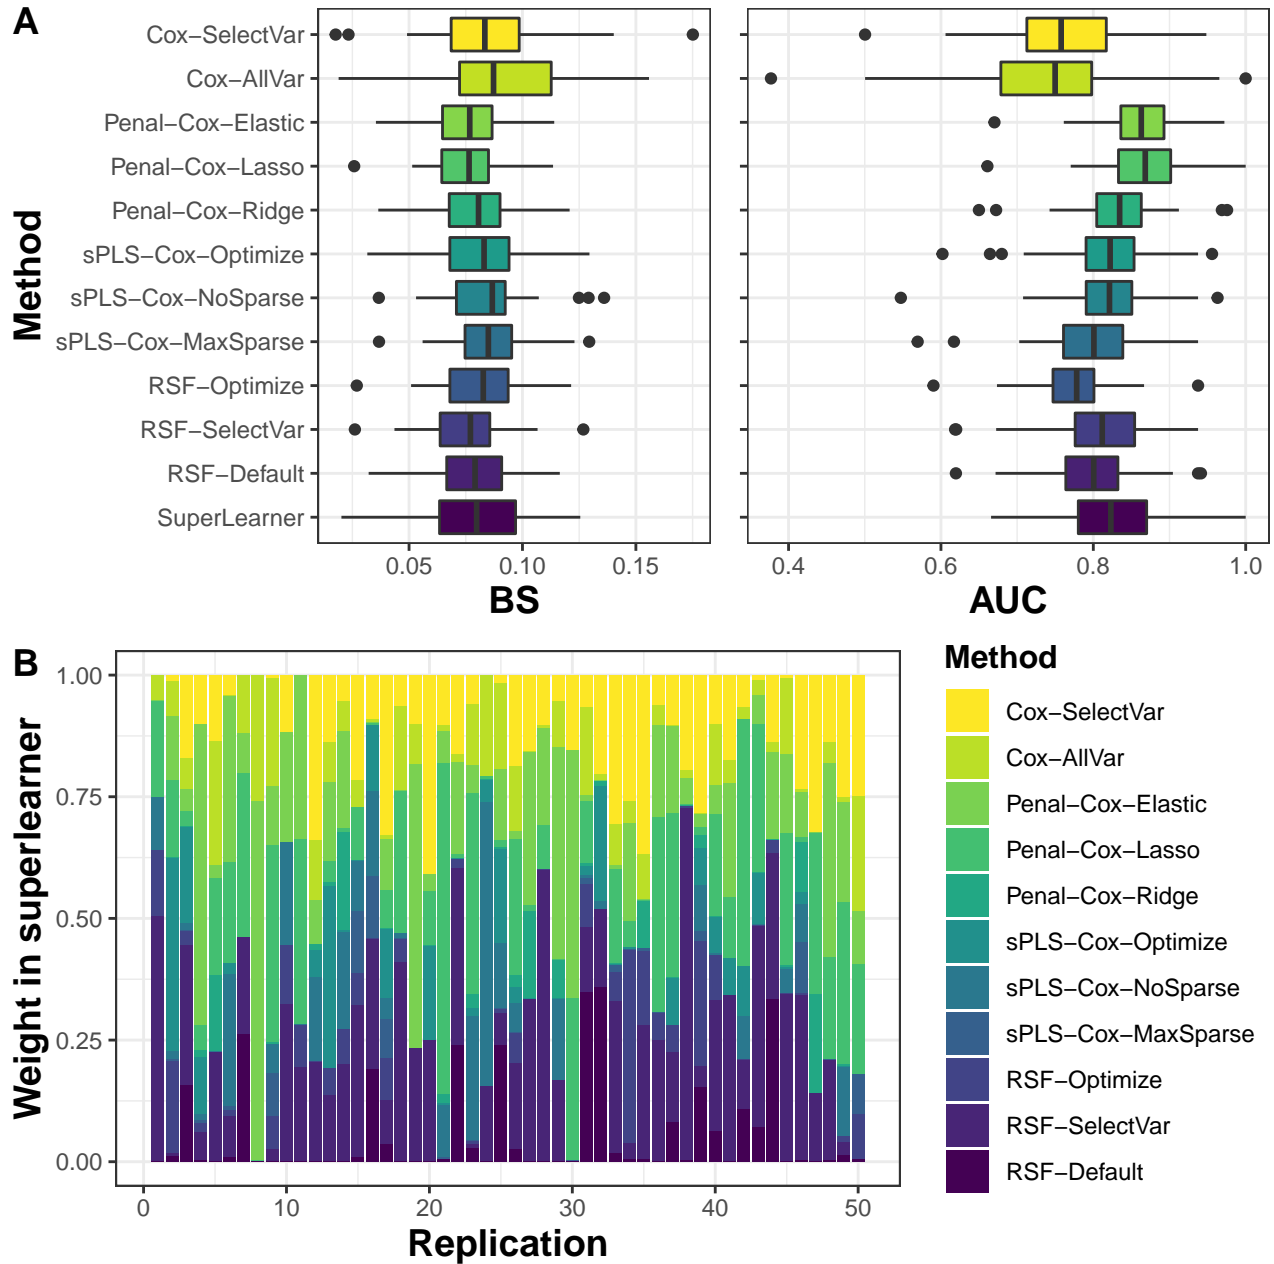 A
Method
Cox−SelectVar
Cox−AllVar
Penal−Cox−Elastic
Penal−Cox−Lasso
Penal−Cox−Ridge
sPLS−Cox−Optimize
sPLS−Cox−NoSparse
sPLS−Cox−MaxSparse
RSF−Optimize
RSF−SelectVar
RSF−Default
SuperLearner
0.05 0.10 0.15
BS
0.4 0.6 0.8 1.0
AUC
B
Weight in superlearner
1.00
0.75
0.50
0.25
0.00
0 10 20 30 40 50
Replication
Method
Cox−SelectVar
Cox−AllVar
Penal−Cox−Elastic
Penal−Cox−Lasso
Penal−Cox−Ridge
sPLS−Cox−Optimize
sPLS−Cox−NoSparse
sPLS−Cox−MaxSparse
RSF−Optimize
RSF−SelectVar
RSF−Default